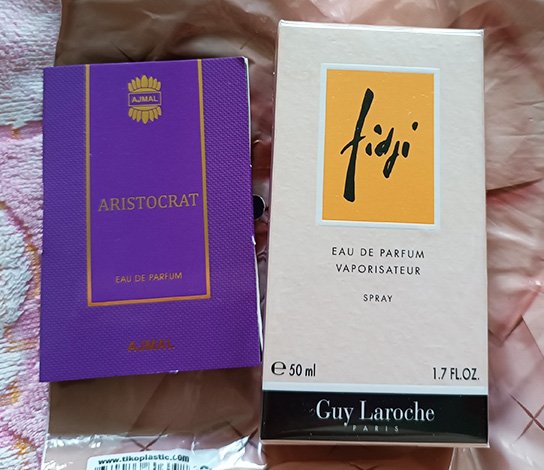 AJMAL
ARISTOCRAT
EAU DE PARFUM
AJMAL
fidji
EAU DE PARFUM
VAPORISATEUR
SPRAY
e 50 ml
1.7 FL.OZ.
Guy Laroche
PARIS
www.tikoplastic.com